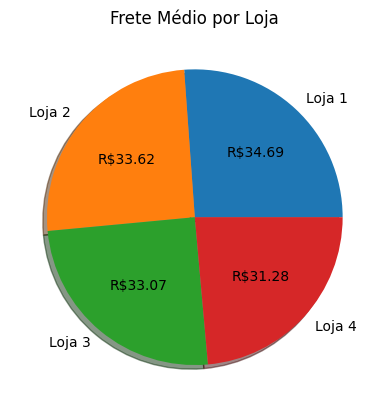 Frete Médio por Loja
Loja 1
Loja 2
R$34.69
R$33.62
R$33.07
R$31.28
Loja 3
Loja 4